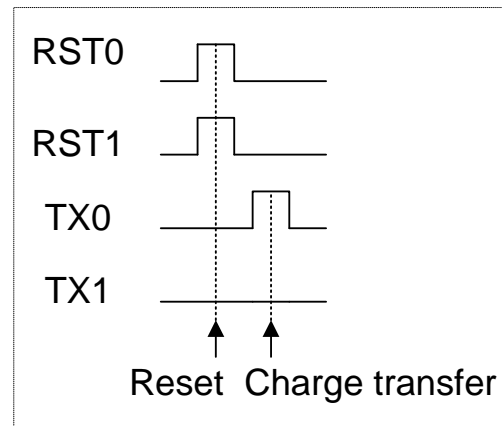 RST0
RST1
TX0
TX1
Reset Charge transfer